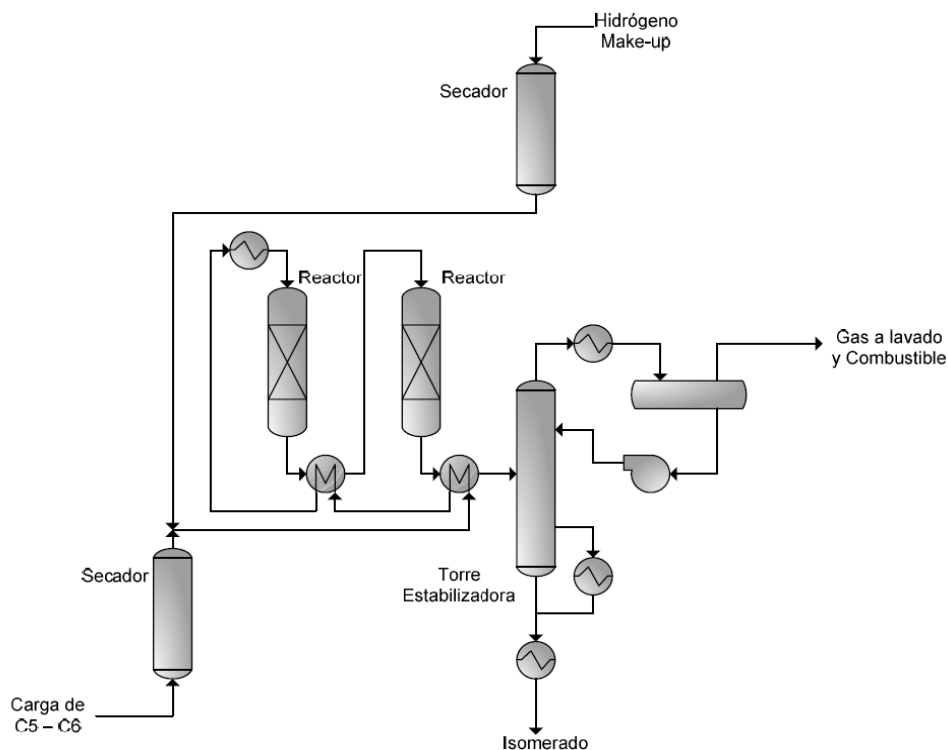 Hidrógeno
Make-up
Secador
Reactor
Reactor
Gas a lavado
y Combustible
Secador
Torre
Estabilizadora
Carga de
C5 – C6
Isomerado